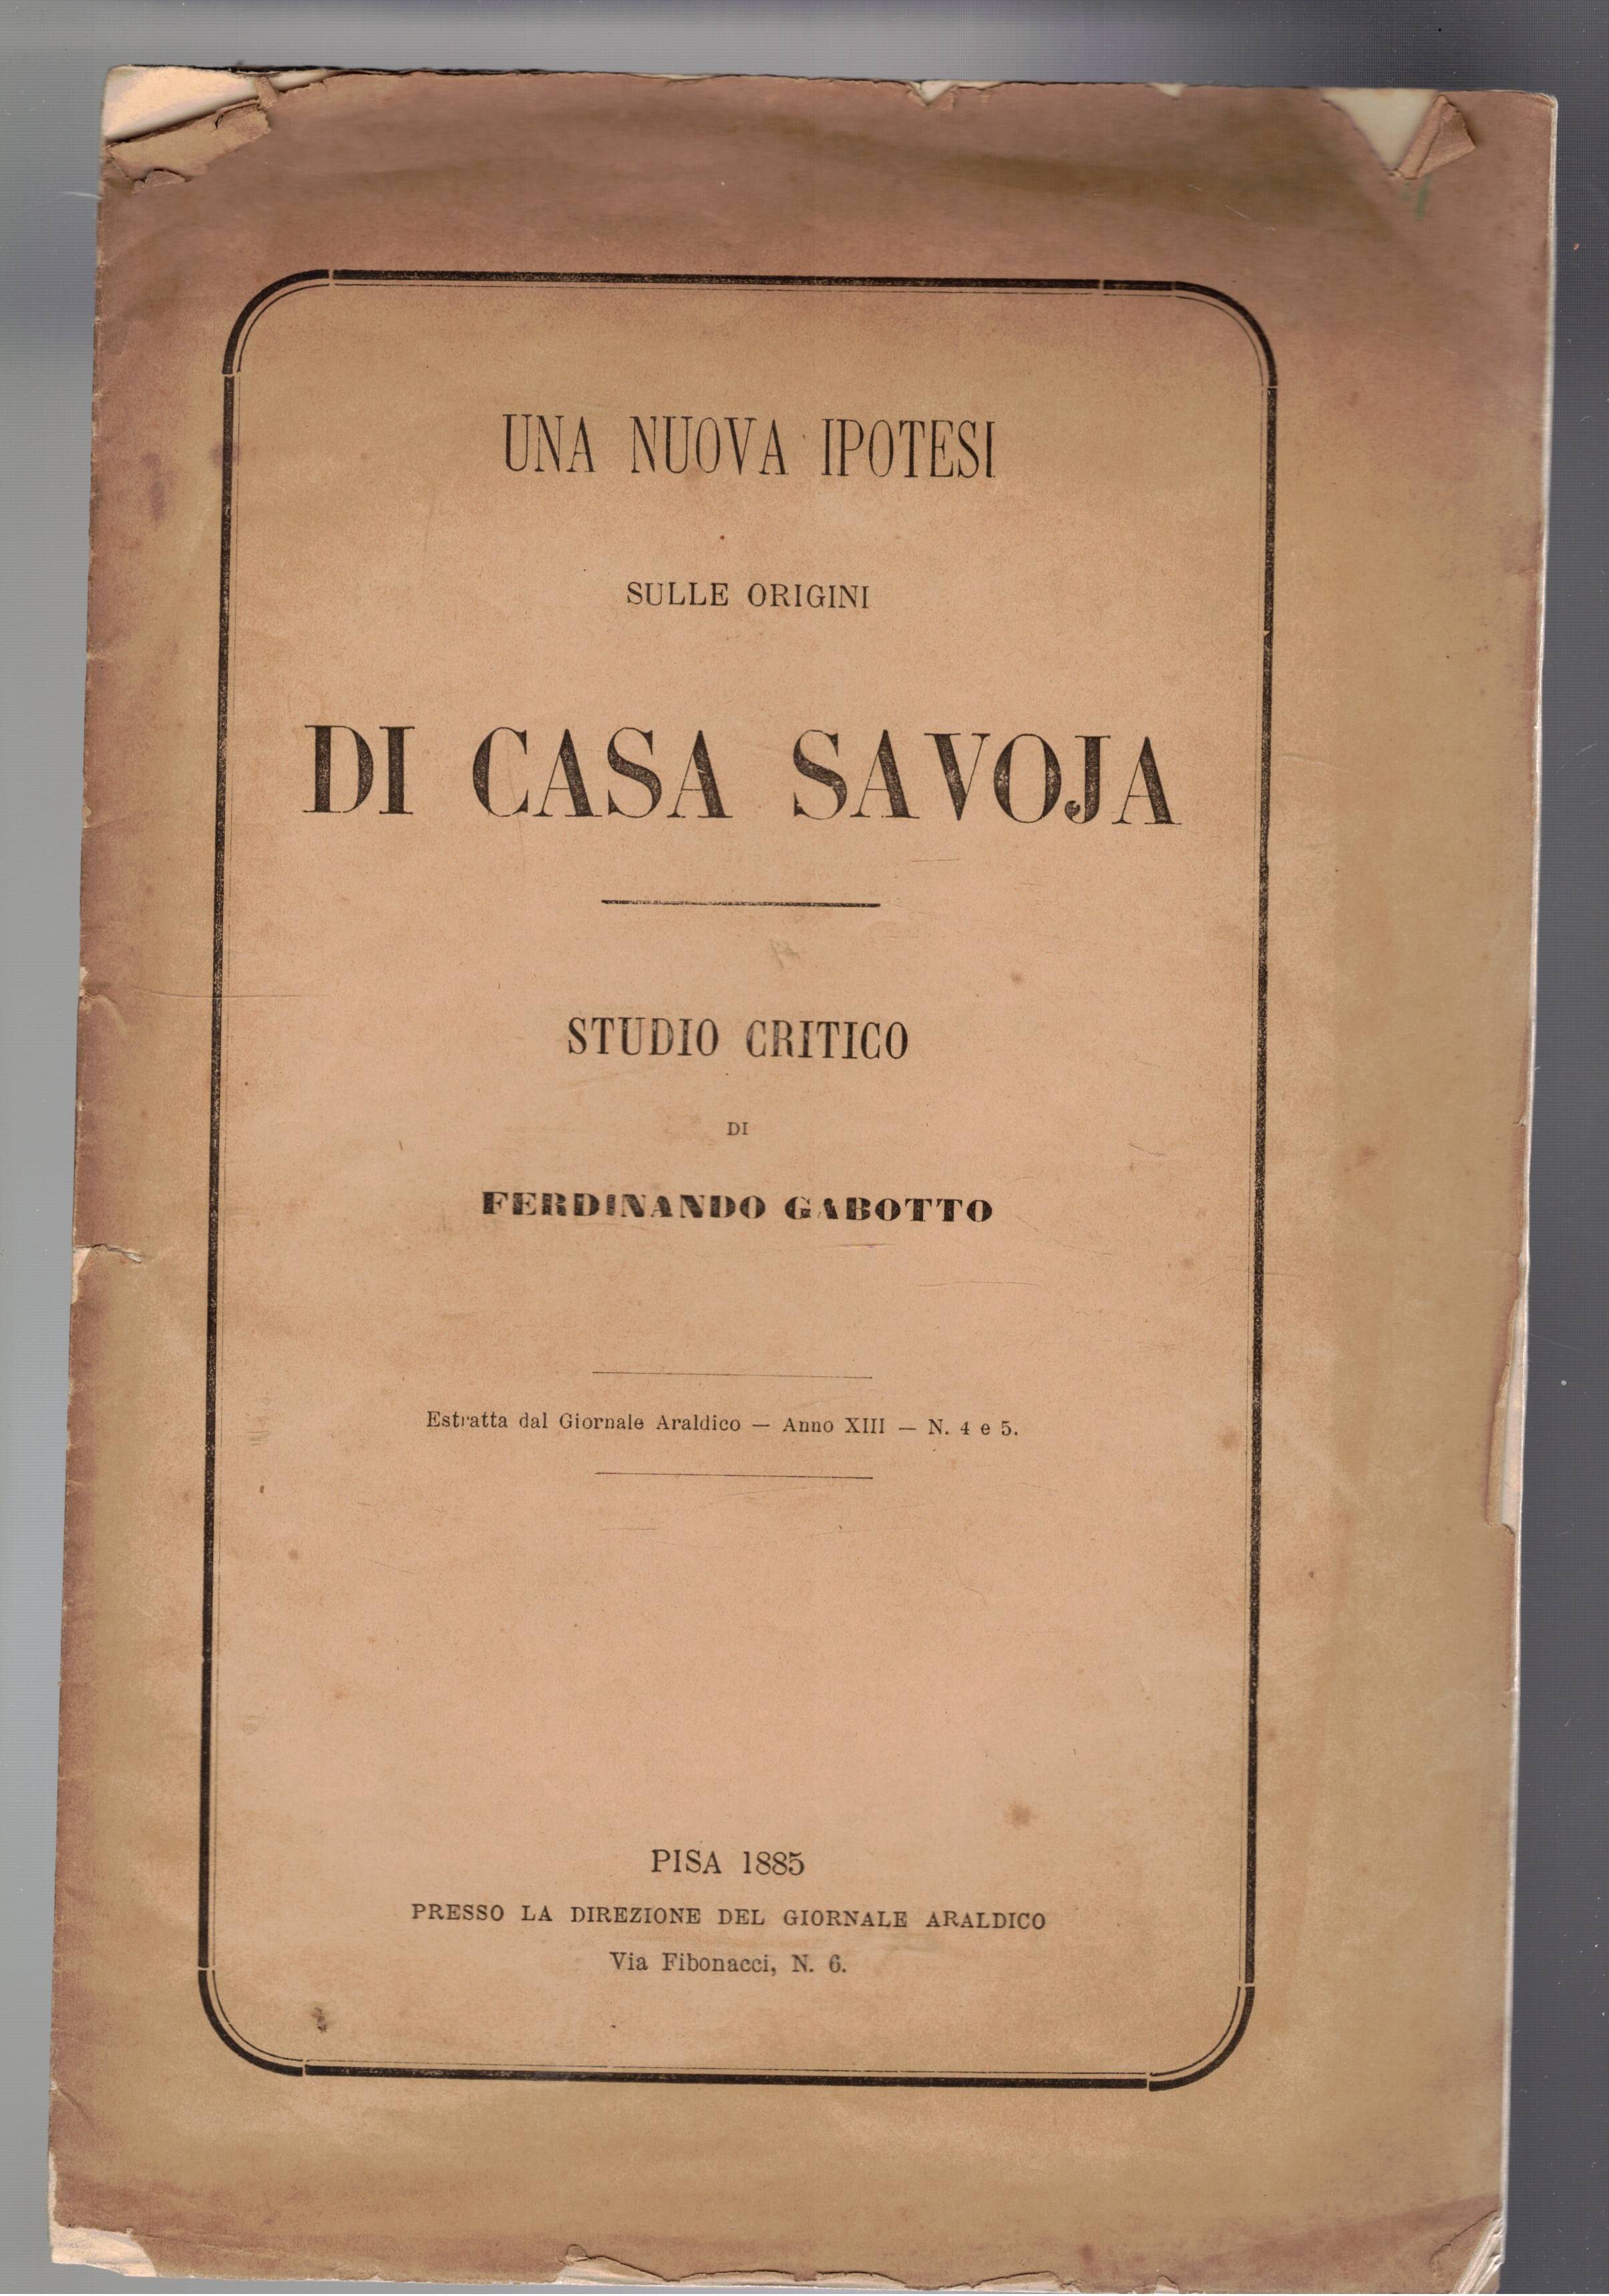 UNA NUOVA IPOTESI
SULLE ORIGINI
DI CASA SAVOJA
STUDIO CRITICO
DI
FERDINANDO GABOTTO
Estratta dal Giornale Araldico — Anno XIII — N. 4 e 5.
PISA 1885
PRESSO LA DIREZIONE DEL GIORNALE ARALDICO
Via Fibonacci, N. 6.